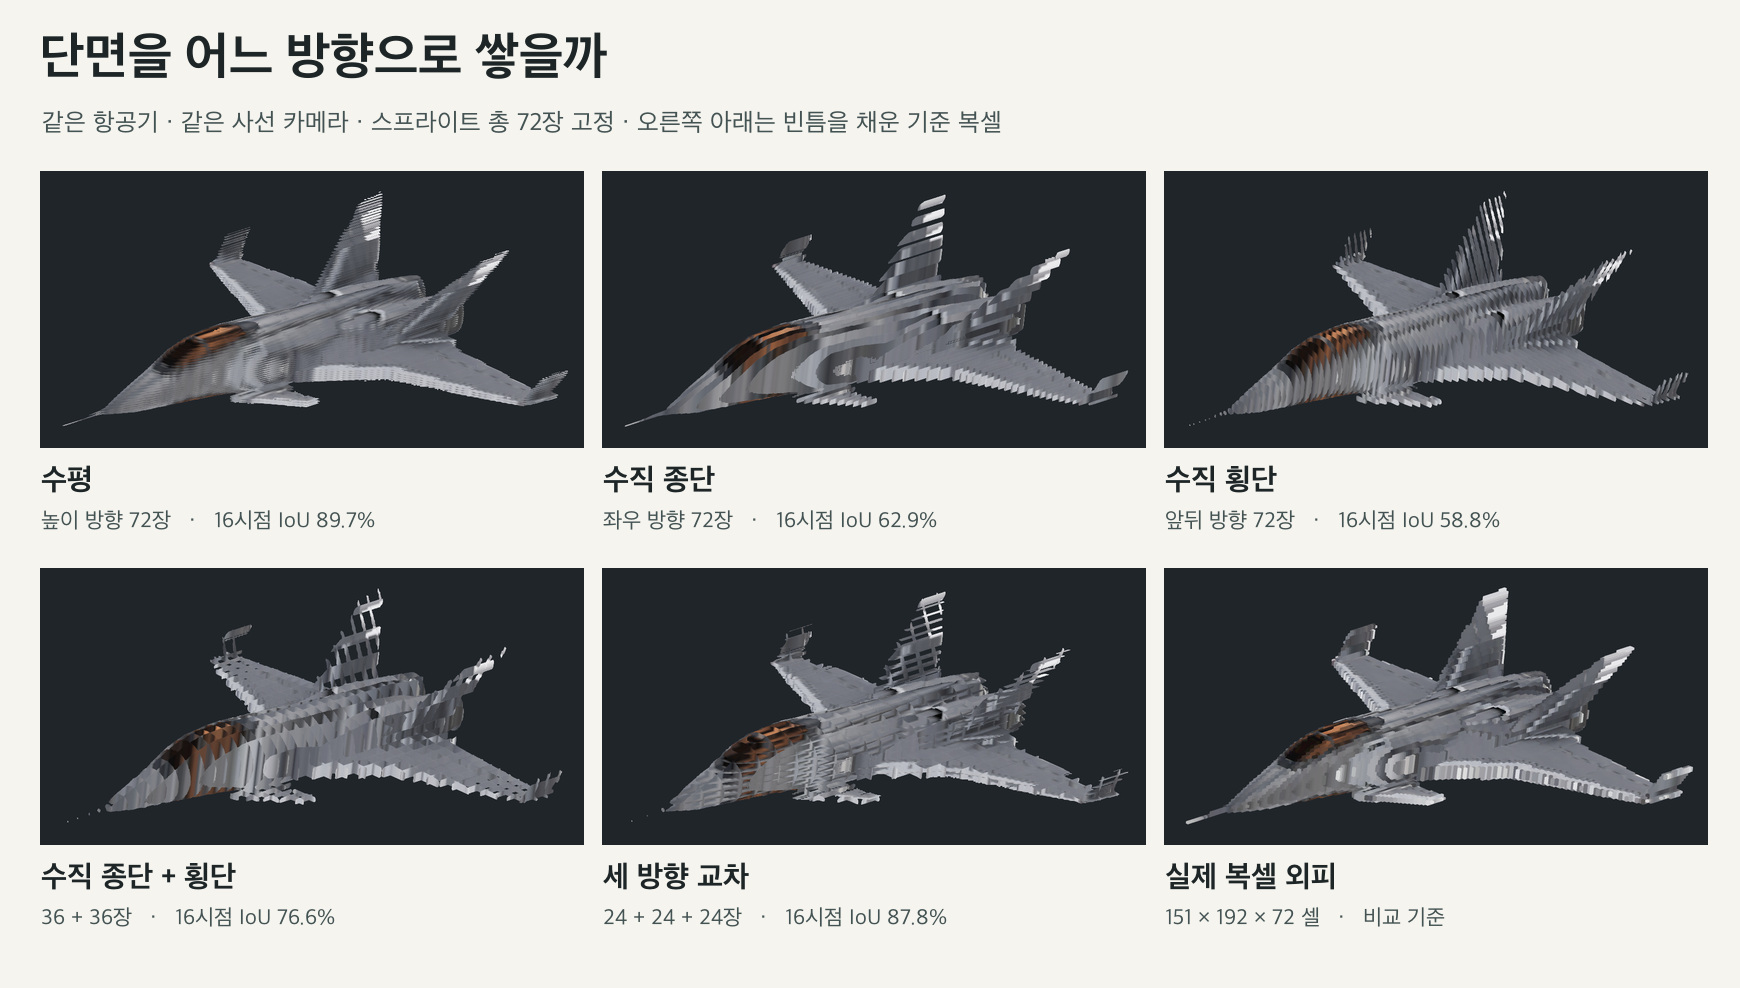 단면을 어느 방향으로 쌓을까
같은 항공기 · 같은 사선 카메라 · 스프라이트 총 72장 고정 · 오른쪽 아래는 빈틈을 채운 기준 복셀
수평
높이 방향 72장 · 16시점 IoU 89.7%
수직 종단
좌우 방향 72장 · 16시점 IoU 62.9%
수직 횡단
앞뒤 방향 72장 · 16시점 IoU 58.8%
수직 종단 + 횡단
36 + 36장 · 16시점 IoU 76.6%
세 방향 교차
24 + 24 + 24장 · 16시점 IoU 87.8%
실제 복셀 외피
151 × 192 × 72 셀 · 비교 기준